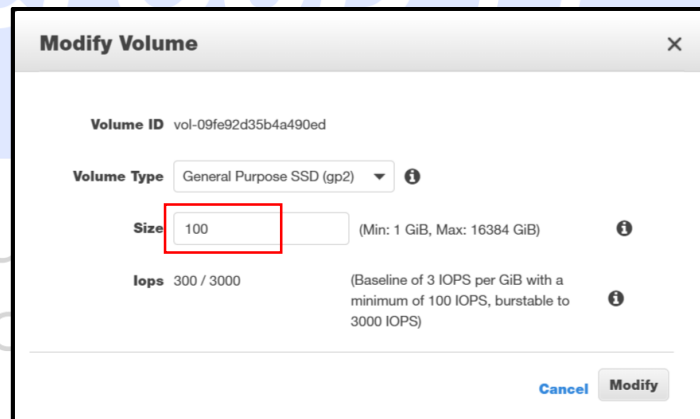 Modify Volume
Volume ID vol-09fe92d35b4a490ed
Volume Type General Purpose SSD (gp2)
Size 100 (Min: 1 GiB, Max: 16384 GiB)
Iops 300 / 3000 (Baseline of 3 IOPS per GiB with a
minimum of 100 IOPS, burstable to
3000 IOPS)
Cancel Modify